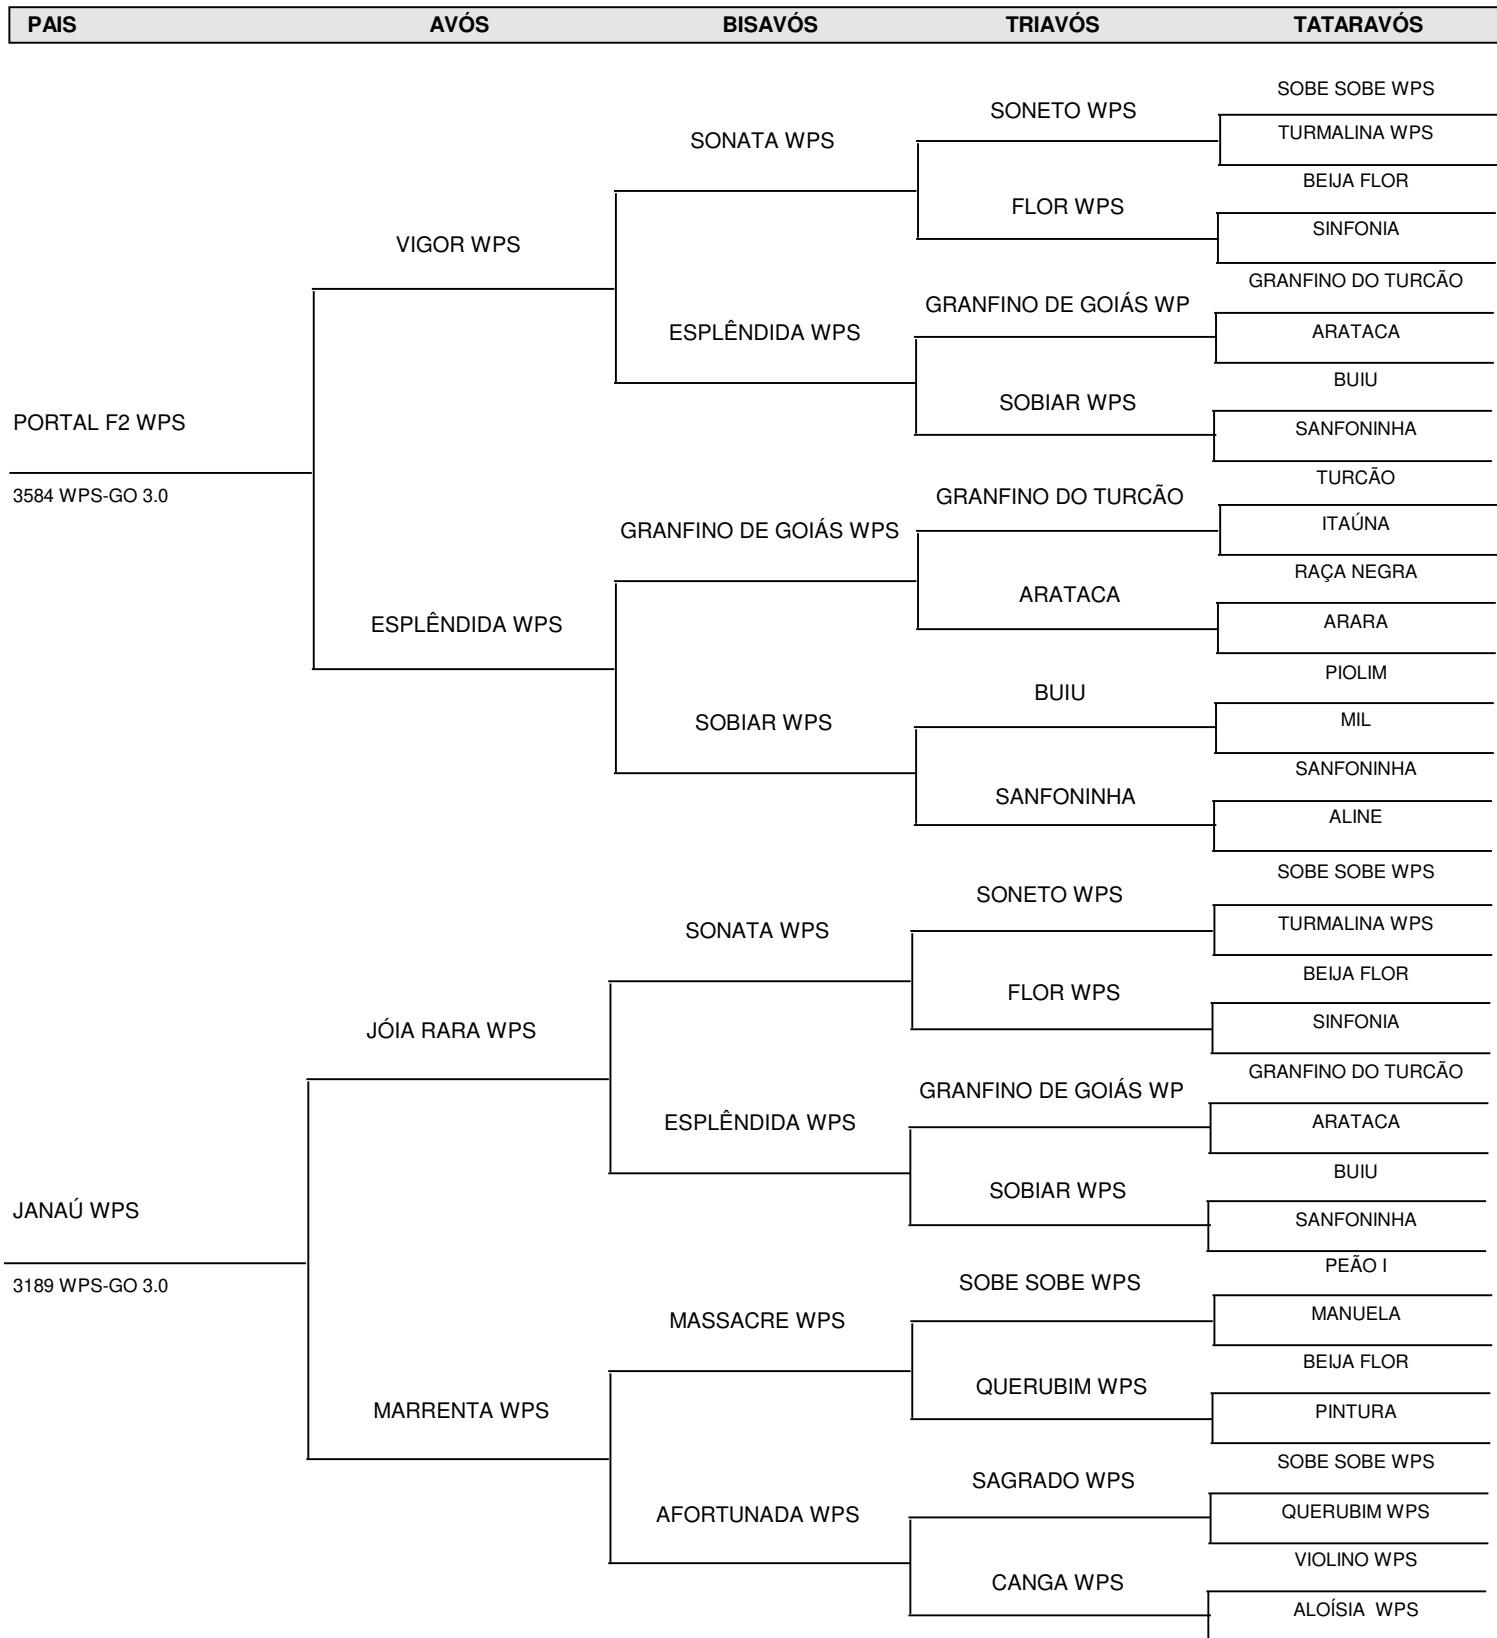 PAIS AVÓS BISAVÓS TRIAVÓS TATARAVÓS
SOBE SOBE WPS
SONETO WPS
TURMALINA WPS
SONATA WPS
BEIJA FLOR
FLOR WPS
SINFONIA
VIGOR WPS
GRANFINO DO TURCÃO
GRANFINO DE GOIÁS WP
ESPLÊNDIDA WPS
ARATACA
BUIU
SOBIAR WPS
PORTAL F2 WPS
SANFONINHA
TURCÃO
3584 WPS-GO 3.0
GRANFINO DO TURCÃO
ITAÚNA
GRANFINO DE GOIÁS WPS
RAÇA NEGRA
ARATACA
ARARA
ESPLÊNDIDA WPS
PIOLIM
BUIU
MIL
SOBIAR WPS
SANFONINHA
SANFONINHA
ALINE
SOBE SOBE WPS
SONETO WPS
TURMALINA WPS
SONATA WPS
BEIJA FLOR
FLOR WPS
SINFONIA
JÓIA RARA WPS
GRANFINO DO TURCÃO
GRANFINO DE GOIÁS WP
ESPLÊNDIDA WPS
ARATACA
BUIU
SOBIAR WPS
JANAÚ WPS
SANFONINHA
PEÃO I
3189 WPS-GO 3.0
SOBE SOBE WPS
MANUELA
MASSACRE WPS
BEIJA FLOR
QUERUBIM WPS
MARRENTA WPS
PINTURA
SOBE SOBE WPS
SAGRADO WPS
AFORTUNADA WPS
QUERUBIM WPS
VIOLINO WPS
CANGA WPS
ALOÍSIA  WPS